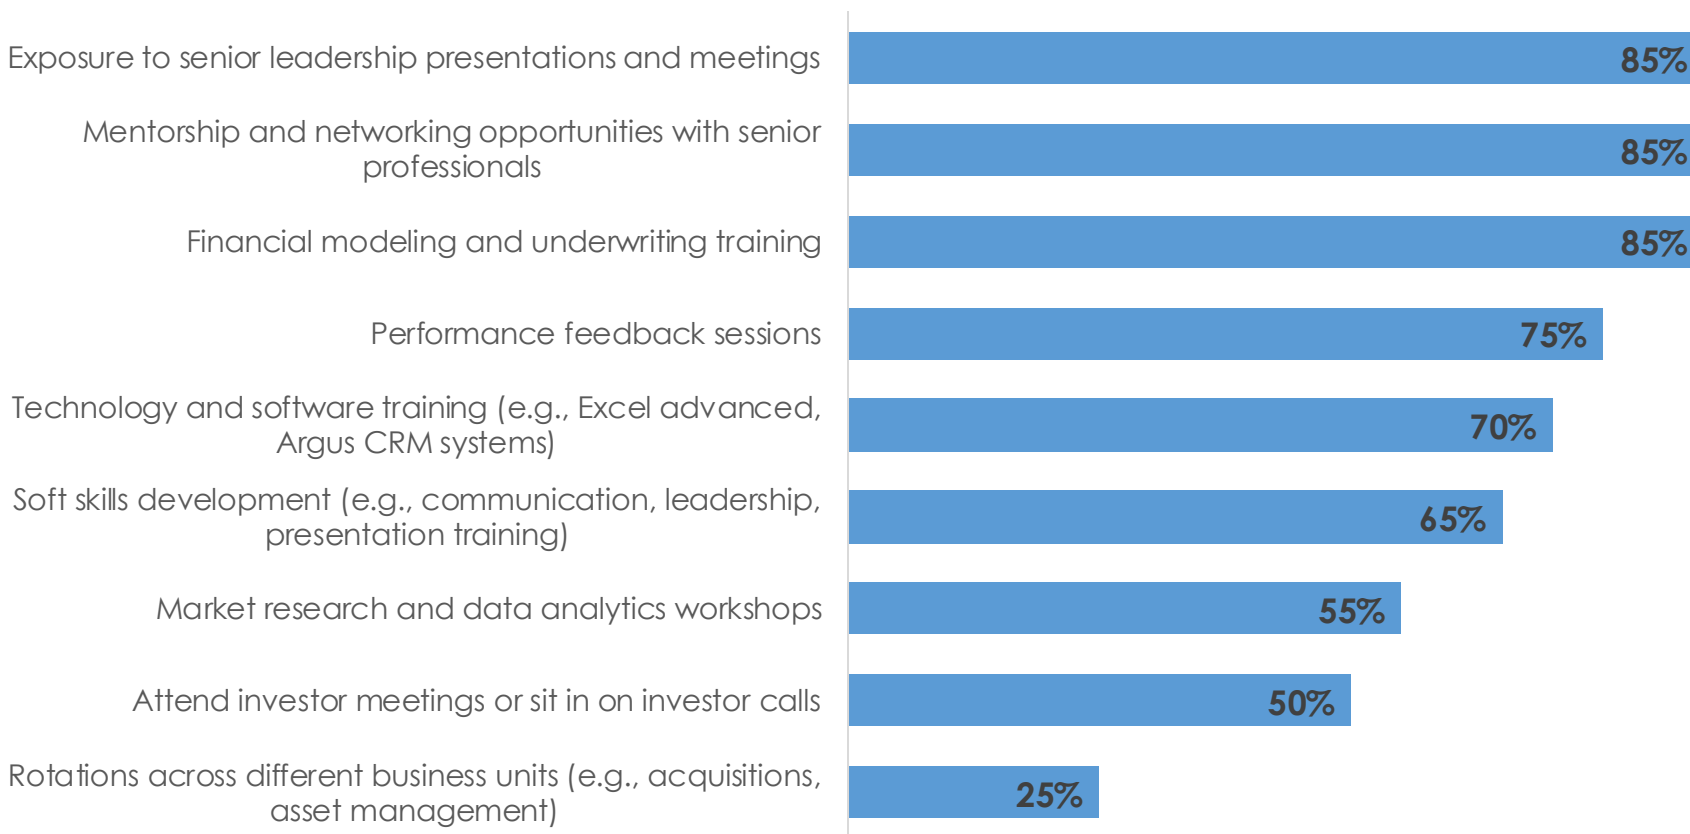 Exposure to senior leadership presentations and meetings
85%
Mentorship and networking opportunities with senior
professionals
85%
Financial modeling and underwriting training
85%
Performance feedback sessions
75%
Technology and software training (e.g., Excel advanced,
Argus CRM systems)
70%
Soft skills development (e.g., communication, leadership,
presentation training)
65%
Market research and data analytics workshops
55%
Attend investor meetings or sit in on investor calls
50%
Rotations across different business units (e.g., acquisitions,
asset management)
25%